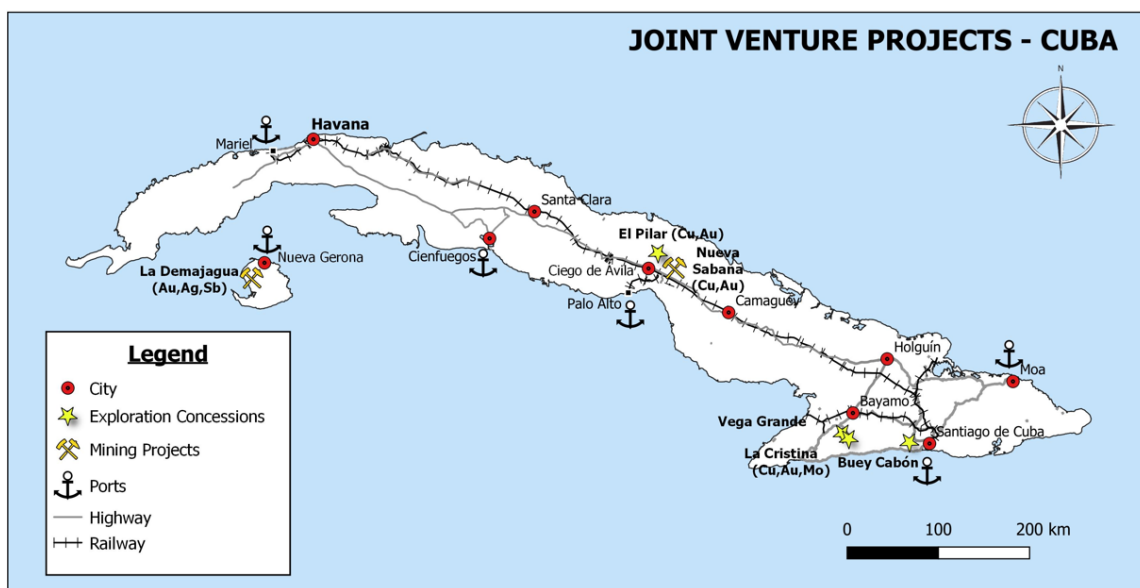 JOINT VENTURE PROJECTS - CUBA
N
Havana
Mariel
Santa Clara
El Pilar (Cu,Au)
Cienfuegos
Nueva Gerona
Nueva
Sabana
(Cu,Au)
Ciego de Ávila
La Demajagua
(Au,Ag,Sb)
Palo Alto
Camaguey
Holguín
Moa
Bayamo
Vega Grande
Santiago de Cuba
La Cristina
(Cu,Au,Mo)
Buey Cabón
Legend
City
Exploration Concessions
Mining Projects
Ports
Highway
Railway
0 100 200 km